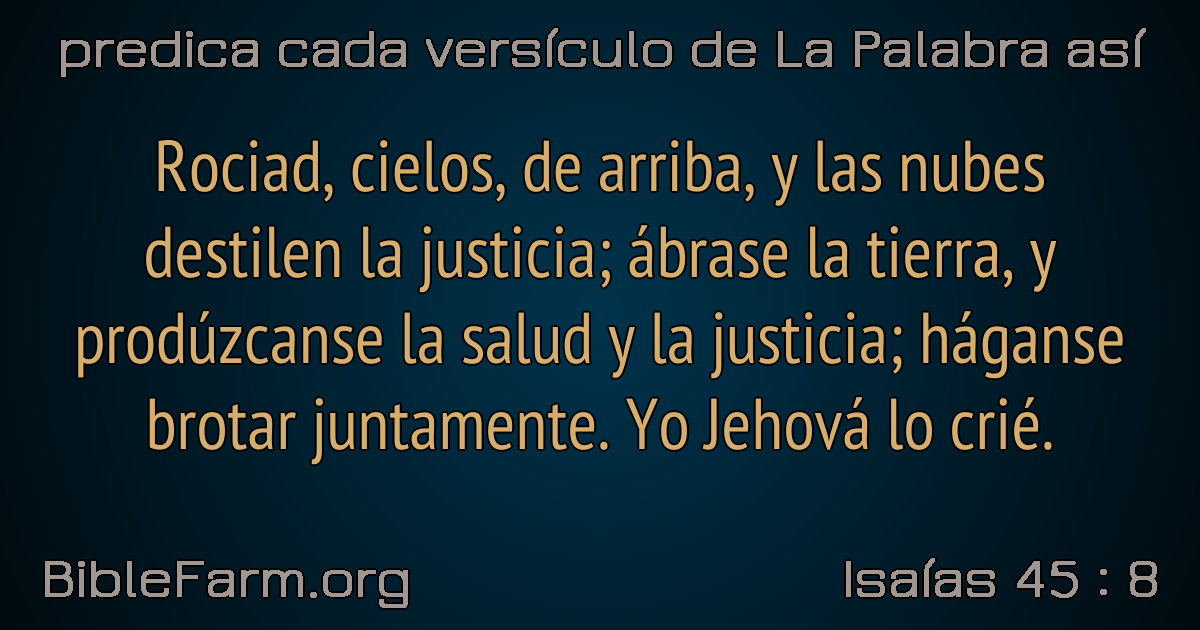 predica cada versículo de La Palabra así
Rociad, cielos, de arriba, y las nubes
destilen la justicia; ábrase la tierra, y
prodúzcanse la salud y la justicia; háganse
brotar juntamente. Yo Jehová lo crié.
BibleFarm.org
Isaías 45 : 8